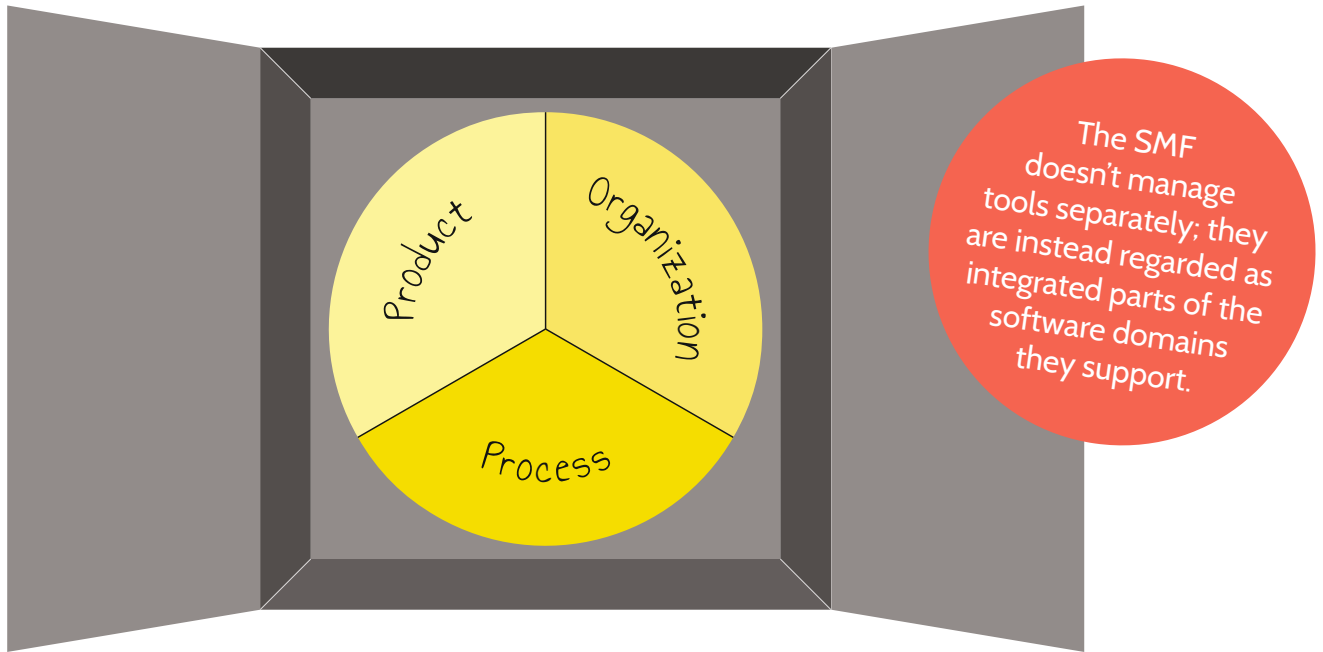 Product
Organization
Process
The SMF
doesn’t manage
tools separately; they
are instead regarded as
integrated parts of the
software domains
they support.